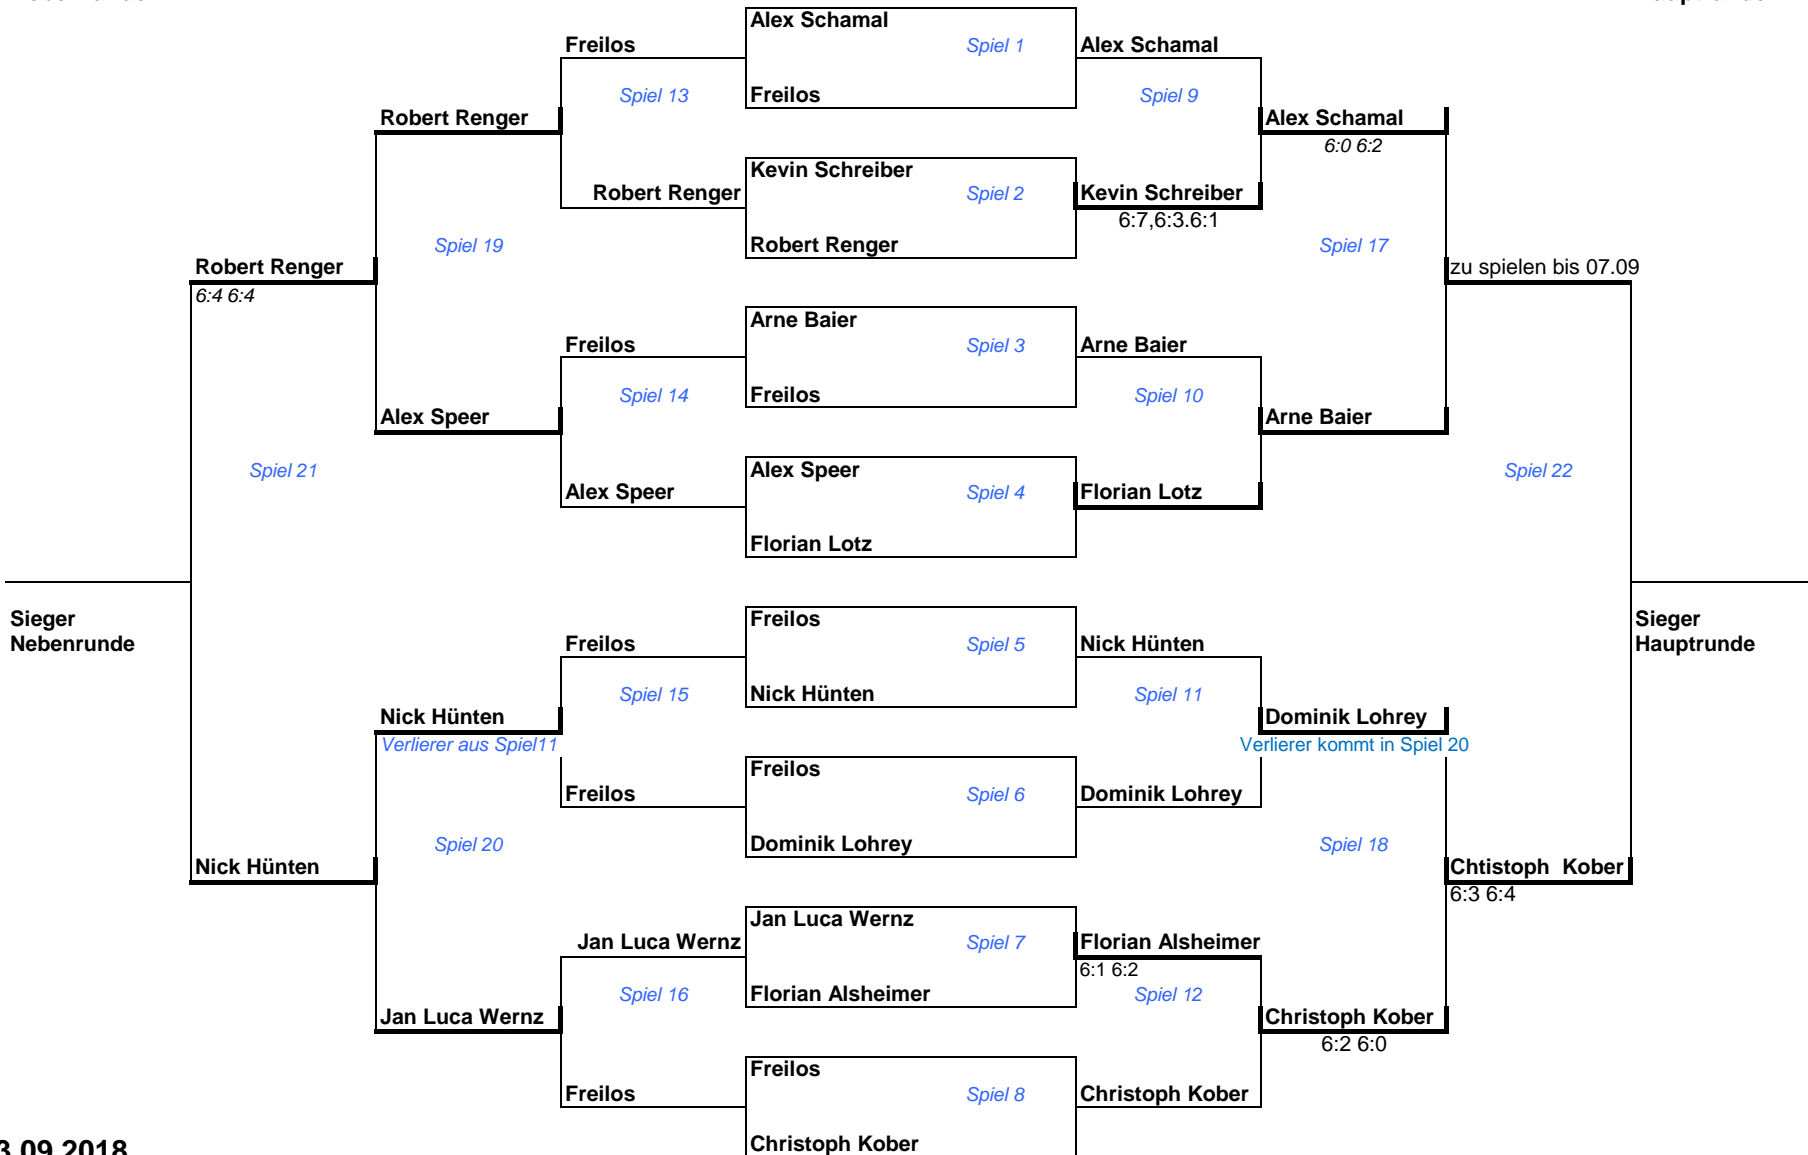 Alex Schamal
Freilos
Spiel 1
Alex Schamal
Spiel 13
Freilos
Spiel 9
Robert Renger
Alex Schamal
6:0 6:2
Kevin Schreiber
Robert Renger
Spiel 2
Kevin Schreiber
6:7,6:3.6:1
Spiel 19
Robert Renger
Spiel 17
Robert Renger
zu spielen bis 07.09
6:4 6:4
Arne Baier
Freilos
Spiel 3
Arne Baier
Spiel 14
Freilos
Spiel 10
Alex Speer
Arne Baier
Spiel 21
Alex Speer
Spiel 22
Alex Speer
Spiel 4
Florian Lotz
Florian Lotz
Sieger
Nebenrunde
Freilos
Sieger
Hauptrunde
Freilos
Spiel 5
Nick Hünten
Spiel 15
Nick Hünten
Spiel 11
Nick Hünten
Dominik Lohrey
Verlierer aus Spiel11
Verlierer kommt in Spiel 20
Freilos
Freilos
Spiel 6
Dominik Lohrey
Spiel 20
Dominik Lohrey
Spiel 18
Nick Hünten
Chtistoph  Kober
6:3 6:4
Jan Luca Wernz
Jan Luca Wernz
Spiel 7
Florian Alsheimer
6:1 6:2
Spiel 16
Florian Alsheimer
Spiel 12
Jan Luca Wernz
Christoph Kober
6:2 6:0
Freilos
Freilos
Spiel 8
Christoph Kober
Christoph Kober
3.09.2018